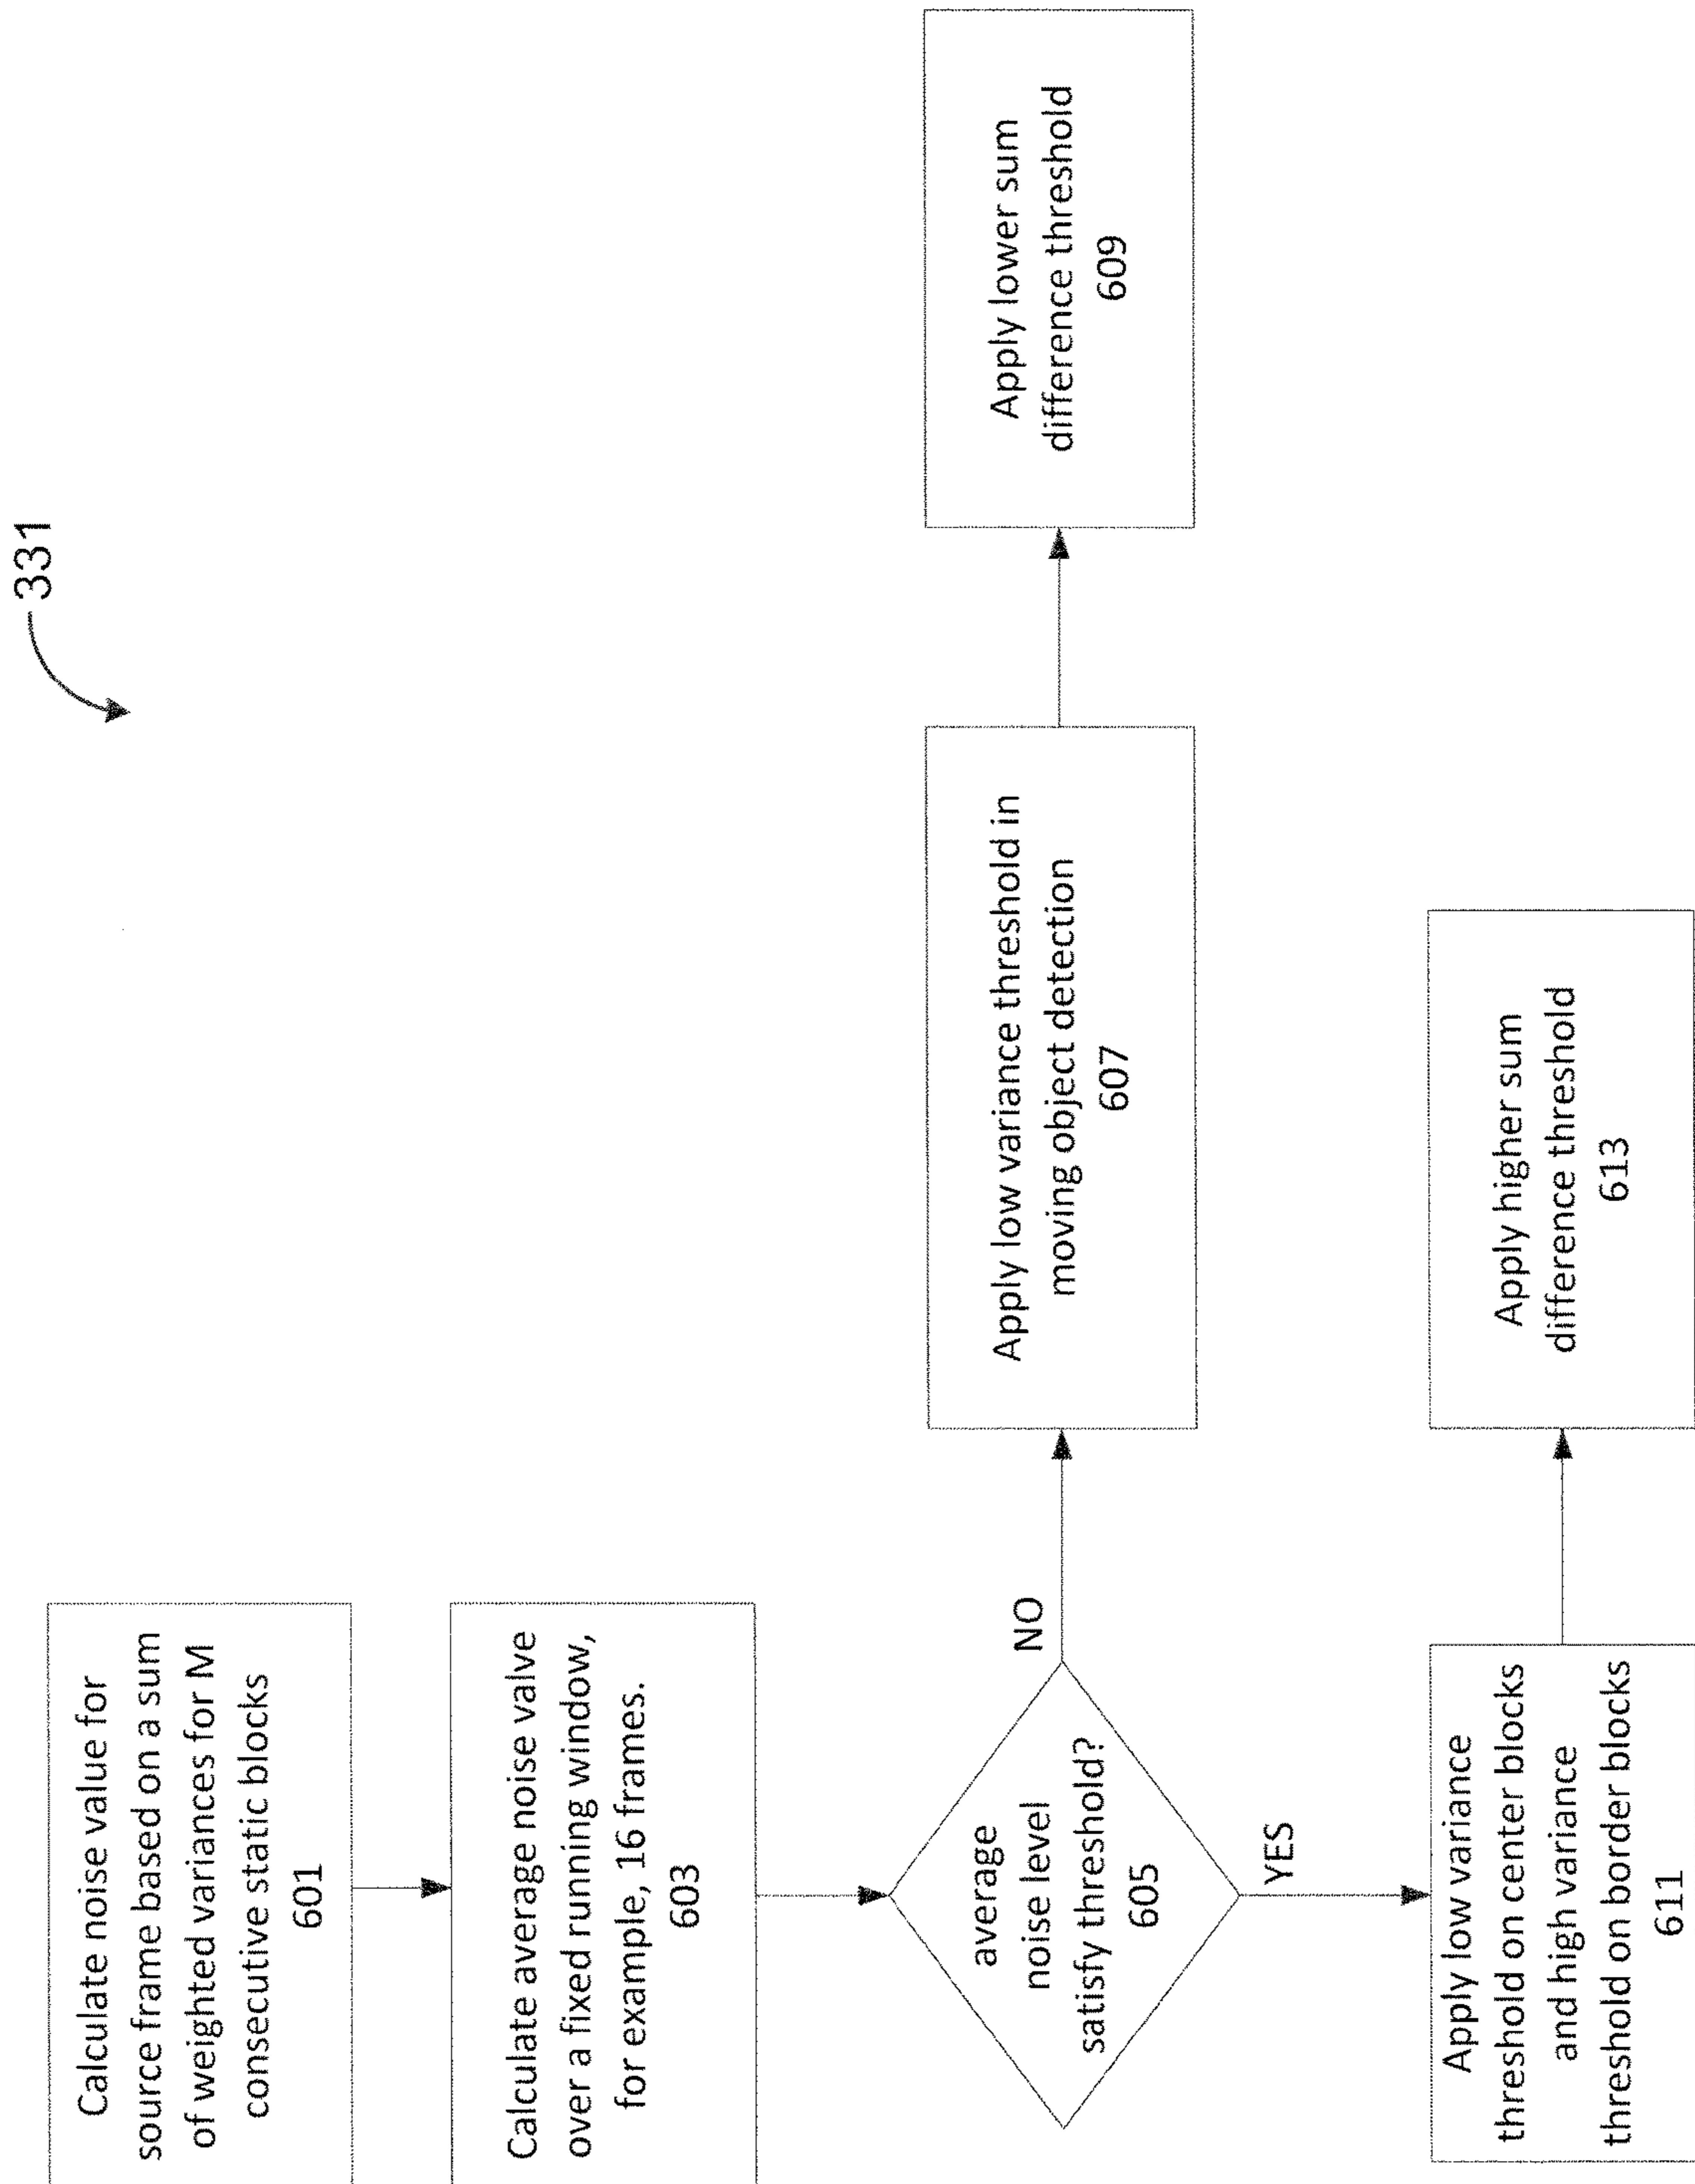 331
Calculate noise value for
source frame based on a sum
of weighted variances for M
consecutive static blocks
601
Calculate average noise valve
over a fixed running window,
for example, 16 frames.
603
average
noise level
satisfy threshold?
605
NO
Apply low variance threshold in
moving object detection
607
Apply lower sum
difference threshold
609
YES
Apply low variance
threshold on center blocks
and high variance
threshold on border blocks
611
Apply higher sum
difference threshold
613